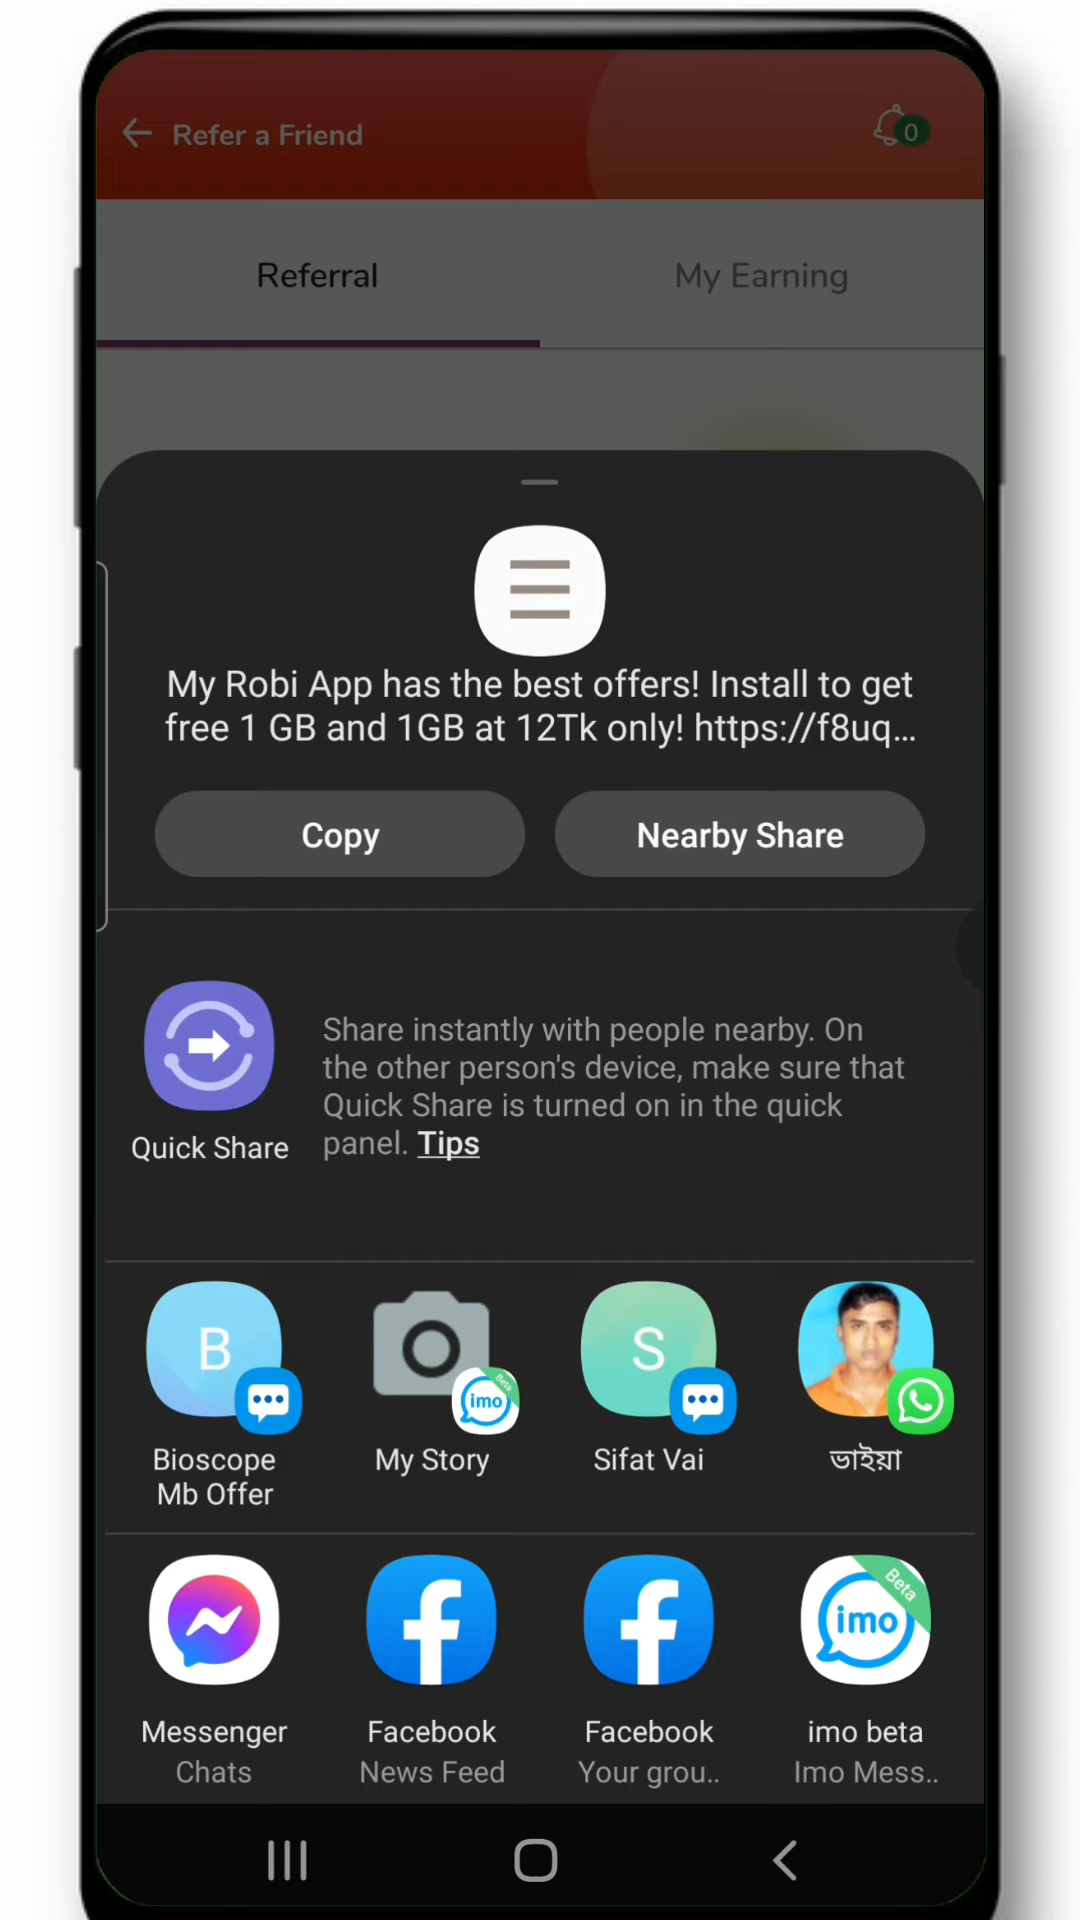 Refer a Friend
0
Referral My Earning
My Robi App has the best offers! Install to get
free 1 GB and 1GB at 12Tk only! https://f8uq...
Copy Nearby Share
Share instantly with people nearby. On
the other person's device, make sure that
Quick Share is turned on in the quick
panel. Tips
Quick Share
B S
imo Beta
Bioscope
Mb Offer
My Story
Sifat Vai
ভাইয়া
imo Beta
Messenger
Chats
Facebook
News Feed
Facebook
Your grou..
imo beta
Imo Mess..